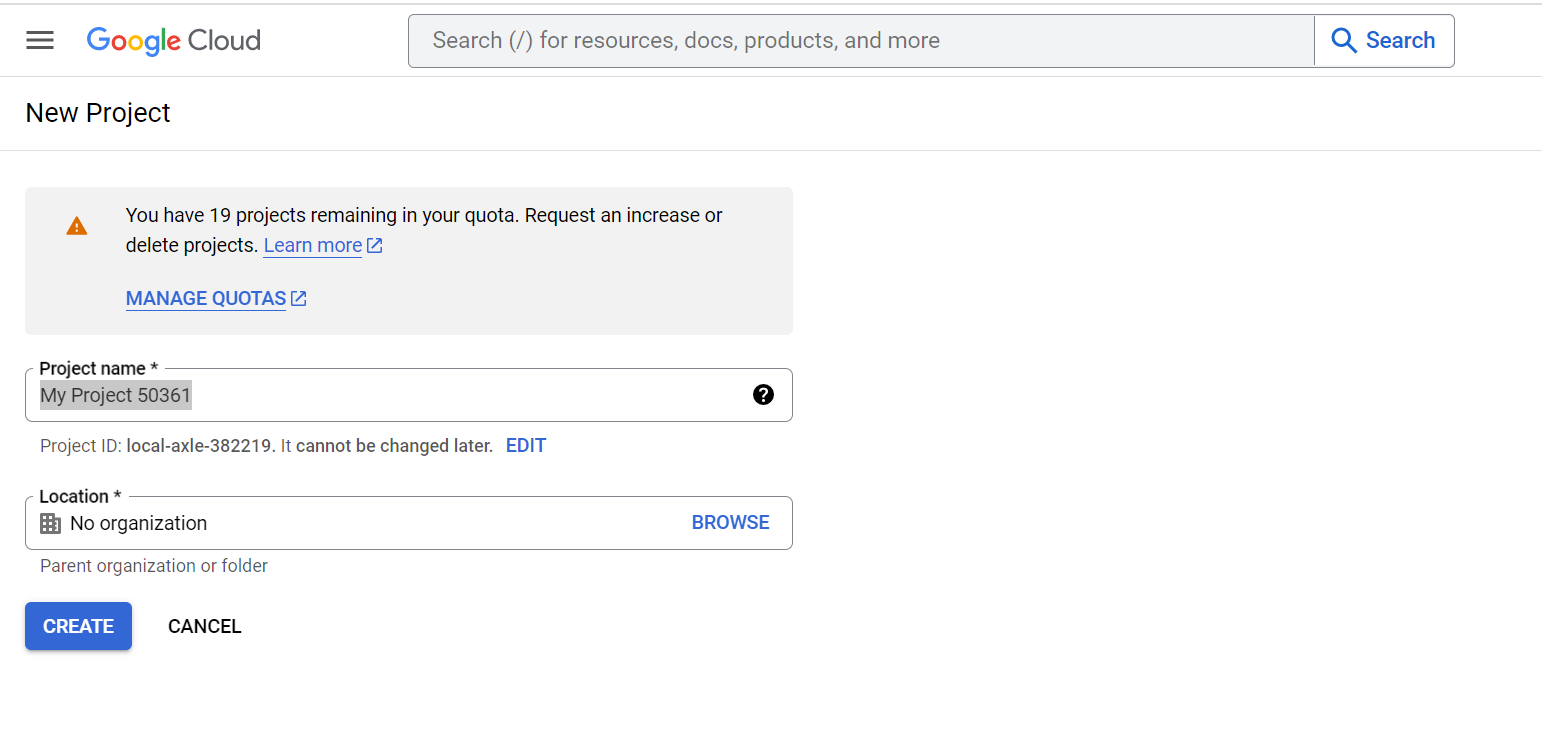 Google Cloud
Search (/) for resources, docs, products, and more
Search
New Project
You have 19 projects remaining in your quota. Request an increase or
delete projects. Learn more
MANAGE QUOTAS
Project name *
My Project 50361
Project ID: local-axle-382219. It cannot be changed later. EDIT
Location *
No organization
BROWSE
Parent organization or folder
CREATE
CANCEL